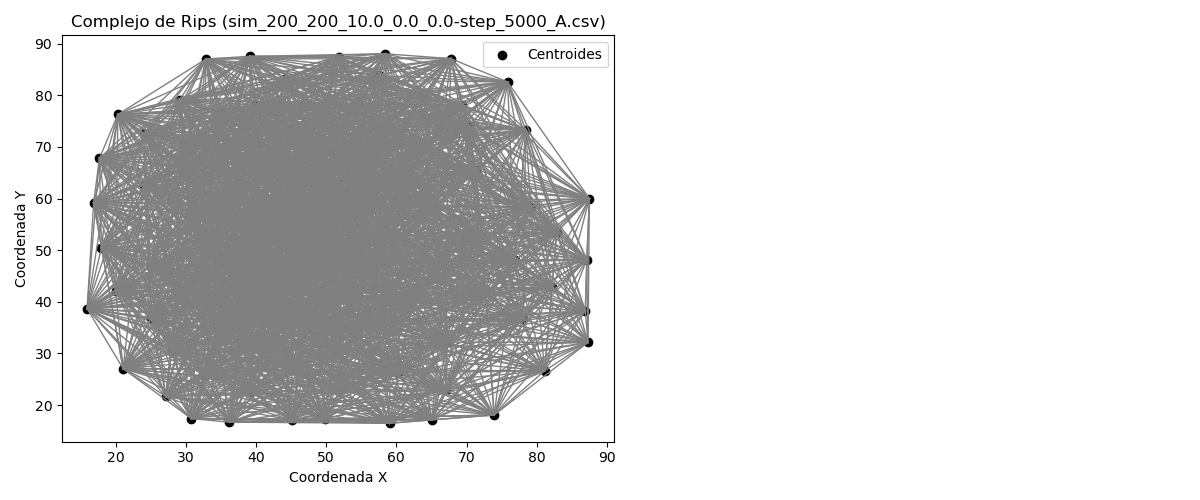 Complejo de Rips (sim_200_200_10.0_0.0_0.0-step_5000_A.csv)
Centroides
Coordenada Y
90
80
70
60
50
40
30
20
20 30 40 50 60 70 80 90
Coordenada X